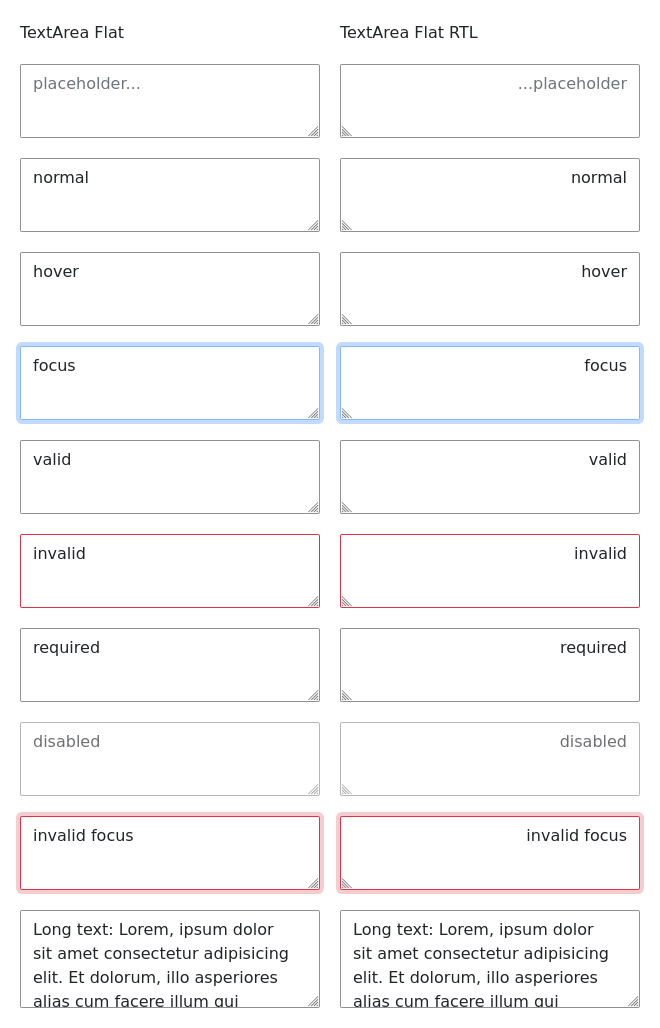 TextArea Flat
placeholder...
normal
hover
focus
valid
invalid
required
disabled
invalid focus
Long text: Lorem, ipsum dolor
sit amet consectetur adipisicing
elit. Et dolorum, illo asperiores
alias cum facere illum qui
TextArea Flat RTL
...placeholder
normal
hover
focus
valid
invalid
required
disabled
invalid focus
Long text: Lorem, ipsum dolor
sit amet consectetur adipisicing
elit. Et dolorum, illo asperiores
alias cum facere illum qui